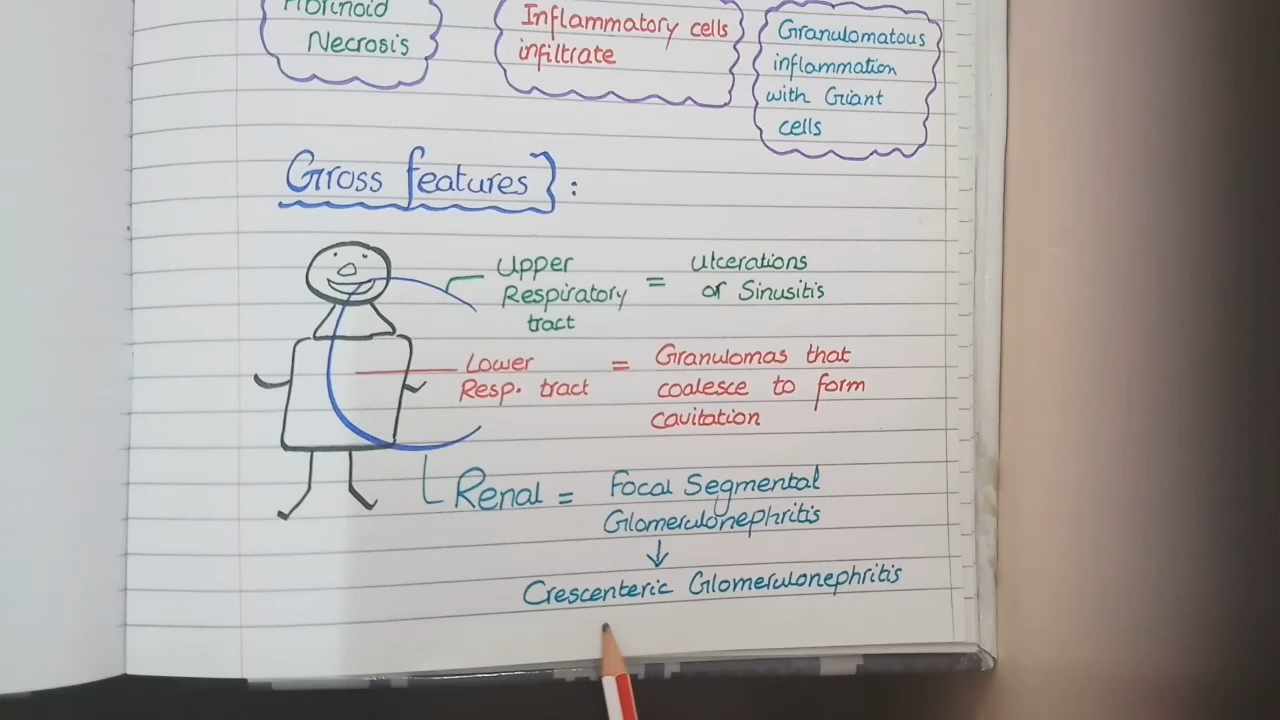 Fibrinoid
Necrosis
Inflammatory cells
infiltrate
Granulomatous
inflammation
with Giant
cells
Gross features} :
Upper
Respiratory
tract
=
Ulcerations
or Sinusitis
Lower
Resp. tract
=
Granulomas that
coalesce to form
cavitation
Renal = Focal Segmental
Glomerulonephritis
↓
Crescenteric Glomerulonephritis